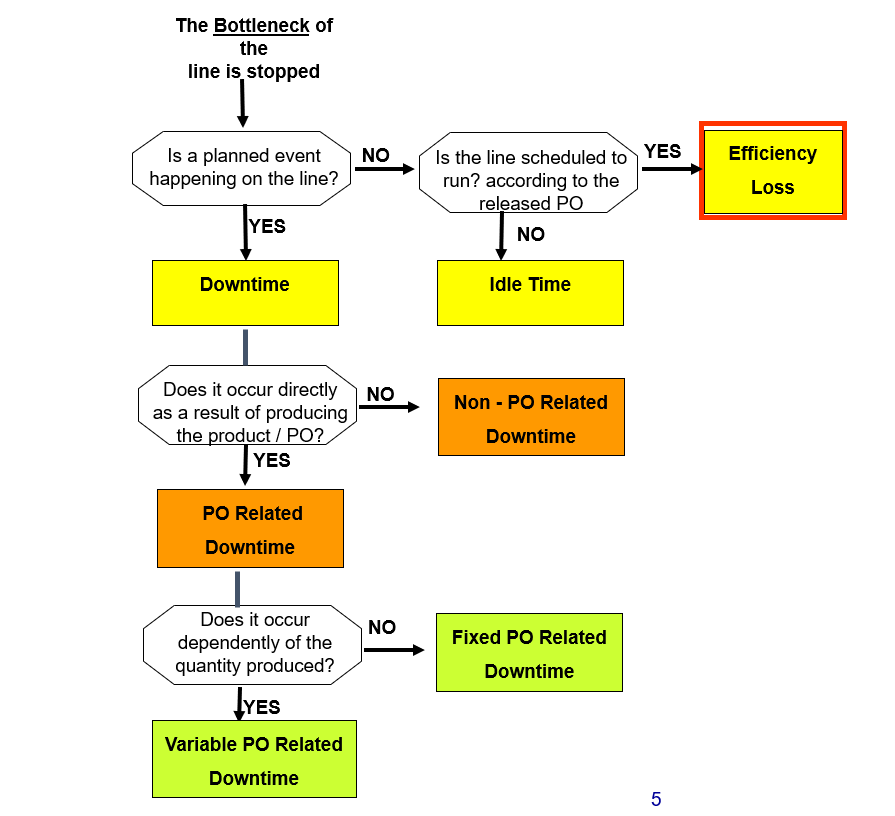 The Bottleneck of
the
line is stopped
Is a planned event
happening on the line?
NO
Is the line scheduled to
run? according to the
released PO
YES
Efficiency
Loss
YES
NO
Downtime
Idle Time
Does it occur directly
as a result of producing
the product / PO?
NO
Non - PO Related
Downtime
YES
PO Related
Downtime
Does it occur
dependently of the
quantity produced?
NO
Fixed PO Related
Downtime
YES
Variable PO Related
Downtime
5